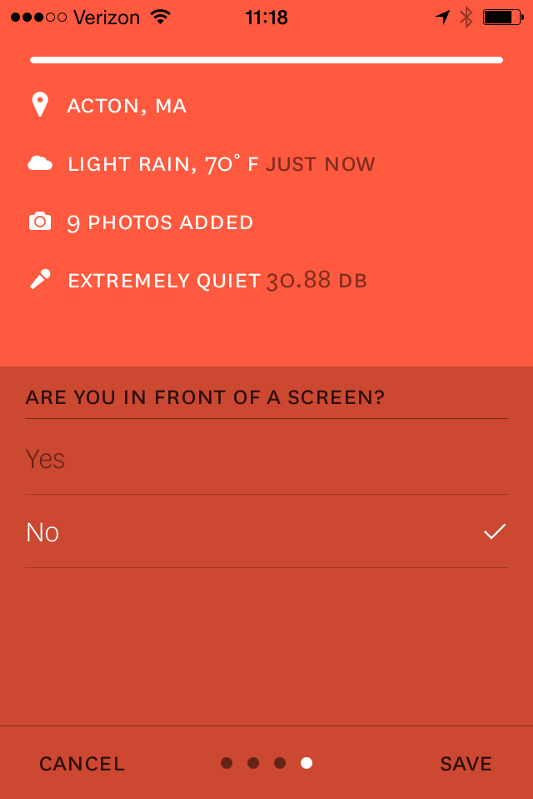 Verizon 11:18
ACTON, MA
LIGHT RAIN, 70° F JUST NOW
9 PHOTOS ADDED
EXTREMELY QUIET 30.88 DB
ARE YOU IN FRONT OF A SCREEN?
Yes
No
CANCEL SAVE